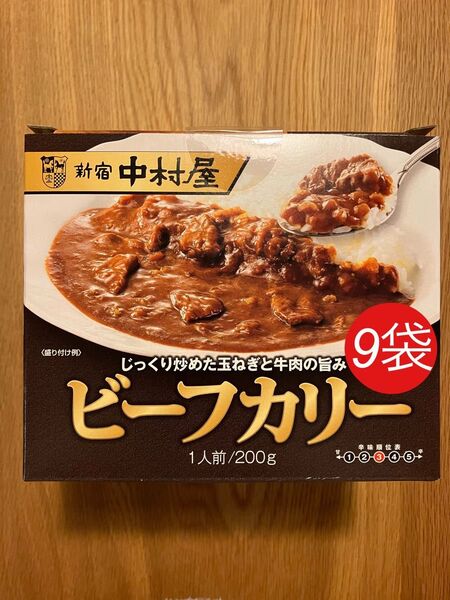 新宿 中村屋
〈盛り付け例〉
じっくり炒めた玉ねぎと牛肉の旨み
9袋
ビーフカリー
1人前/200g
辛味順位表
甘 1 2 3 4 5 辛